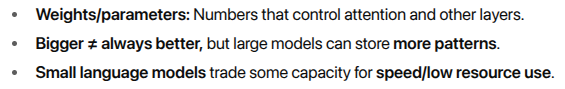 • Weights/parameters: Numbers that control attention and other layers.
• Bigger ≠ always better, but large models can store more patterns.
• Small language models trade some capacity for speed/low resource use.